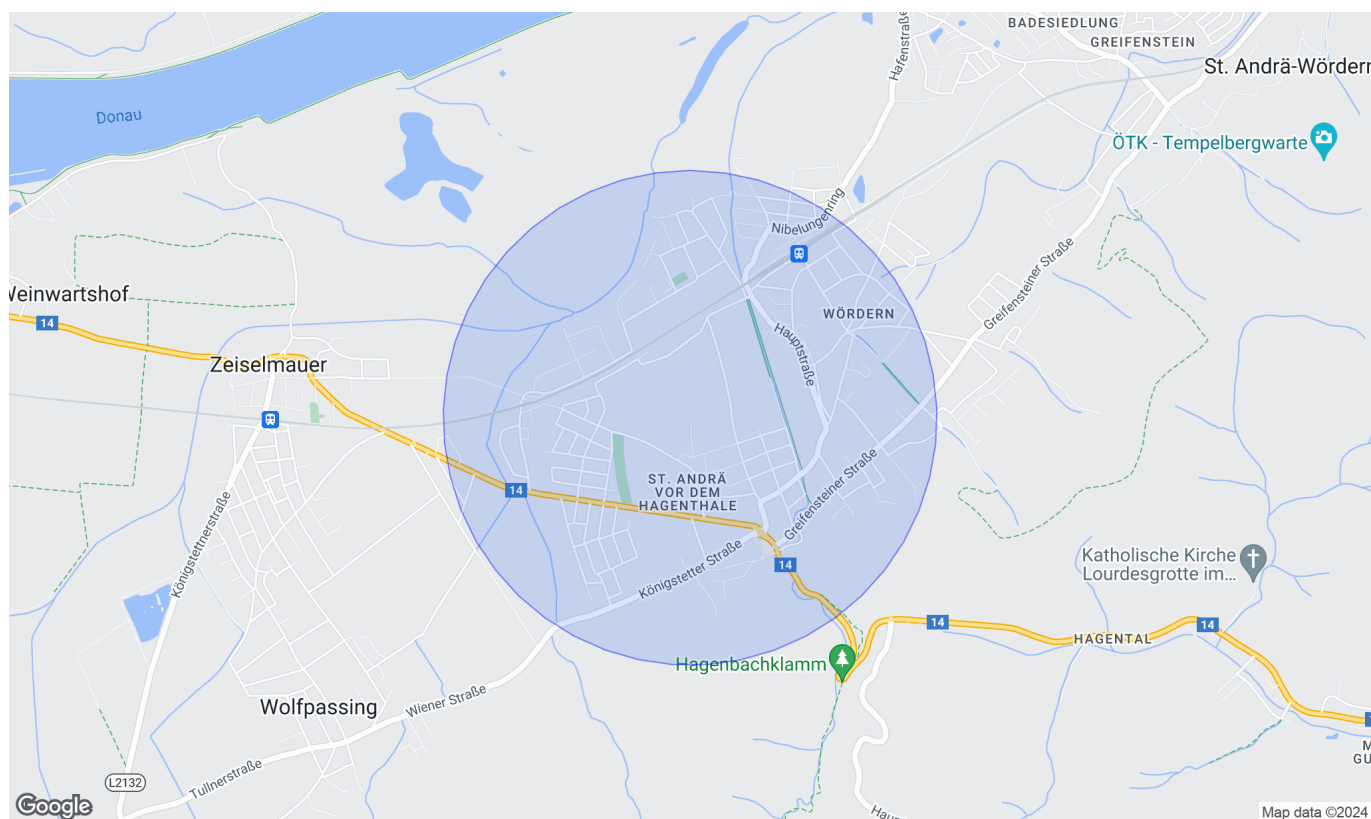 BADESIEDLUNG
GREIFENSTEIN
Hafenstraße
St. Andrä-Wördern
Donau
ÖTK - Tempelbergwarte
Nibelungenring
Weinwartshof
14
WÖRDERN
Greifensteiner Straße
Hauptstraße
Zeiselmauer
14
ST. ANDRÄ
VOR DEM
HAGENTHALE
Greifensteiner Straße
Königstettnerstraße
Königstetter Straße
14
Katholische Kirche
Lourdesgrotte im...
14
14
HAGENTAL
Hagenbachklamm
Wolfpassing
Wiener Straße
L2132
Tullnerstraße
Google
Map data ©2024